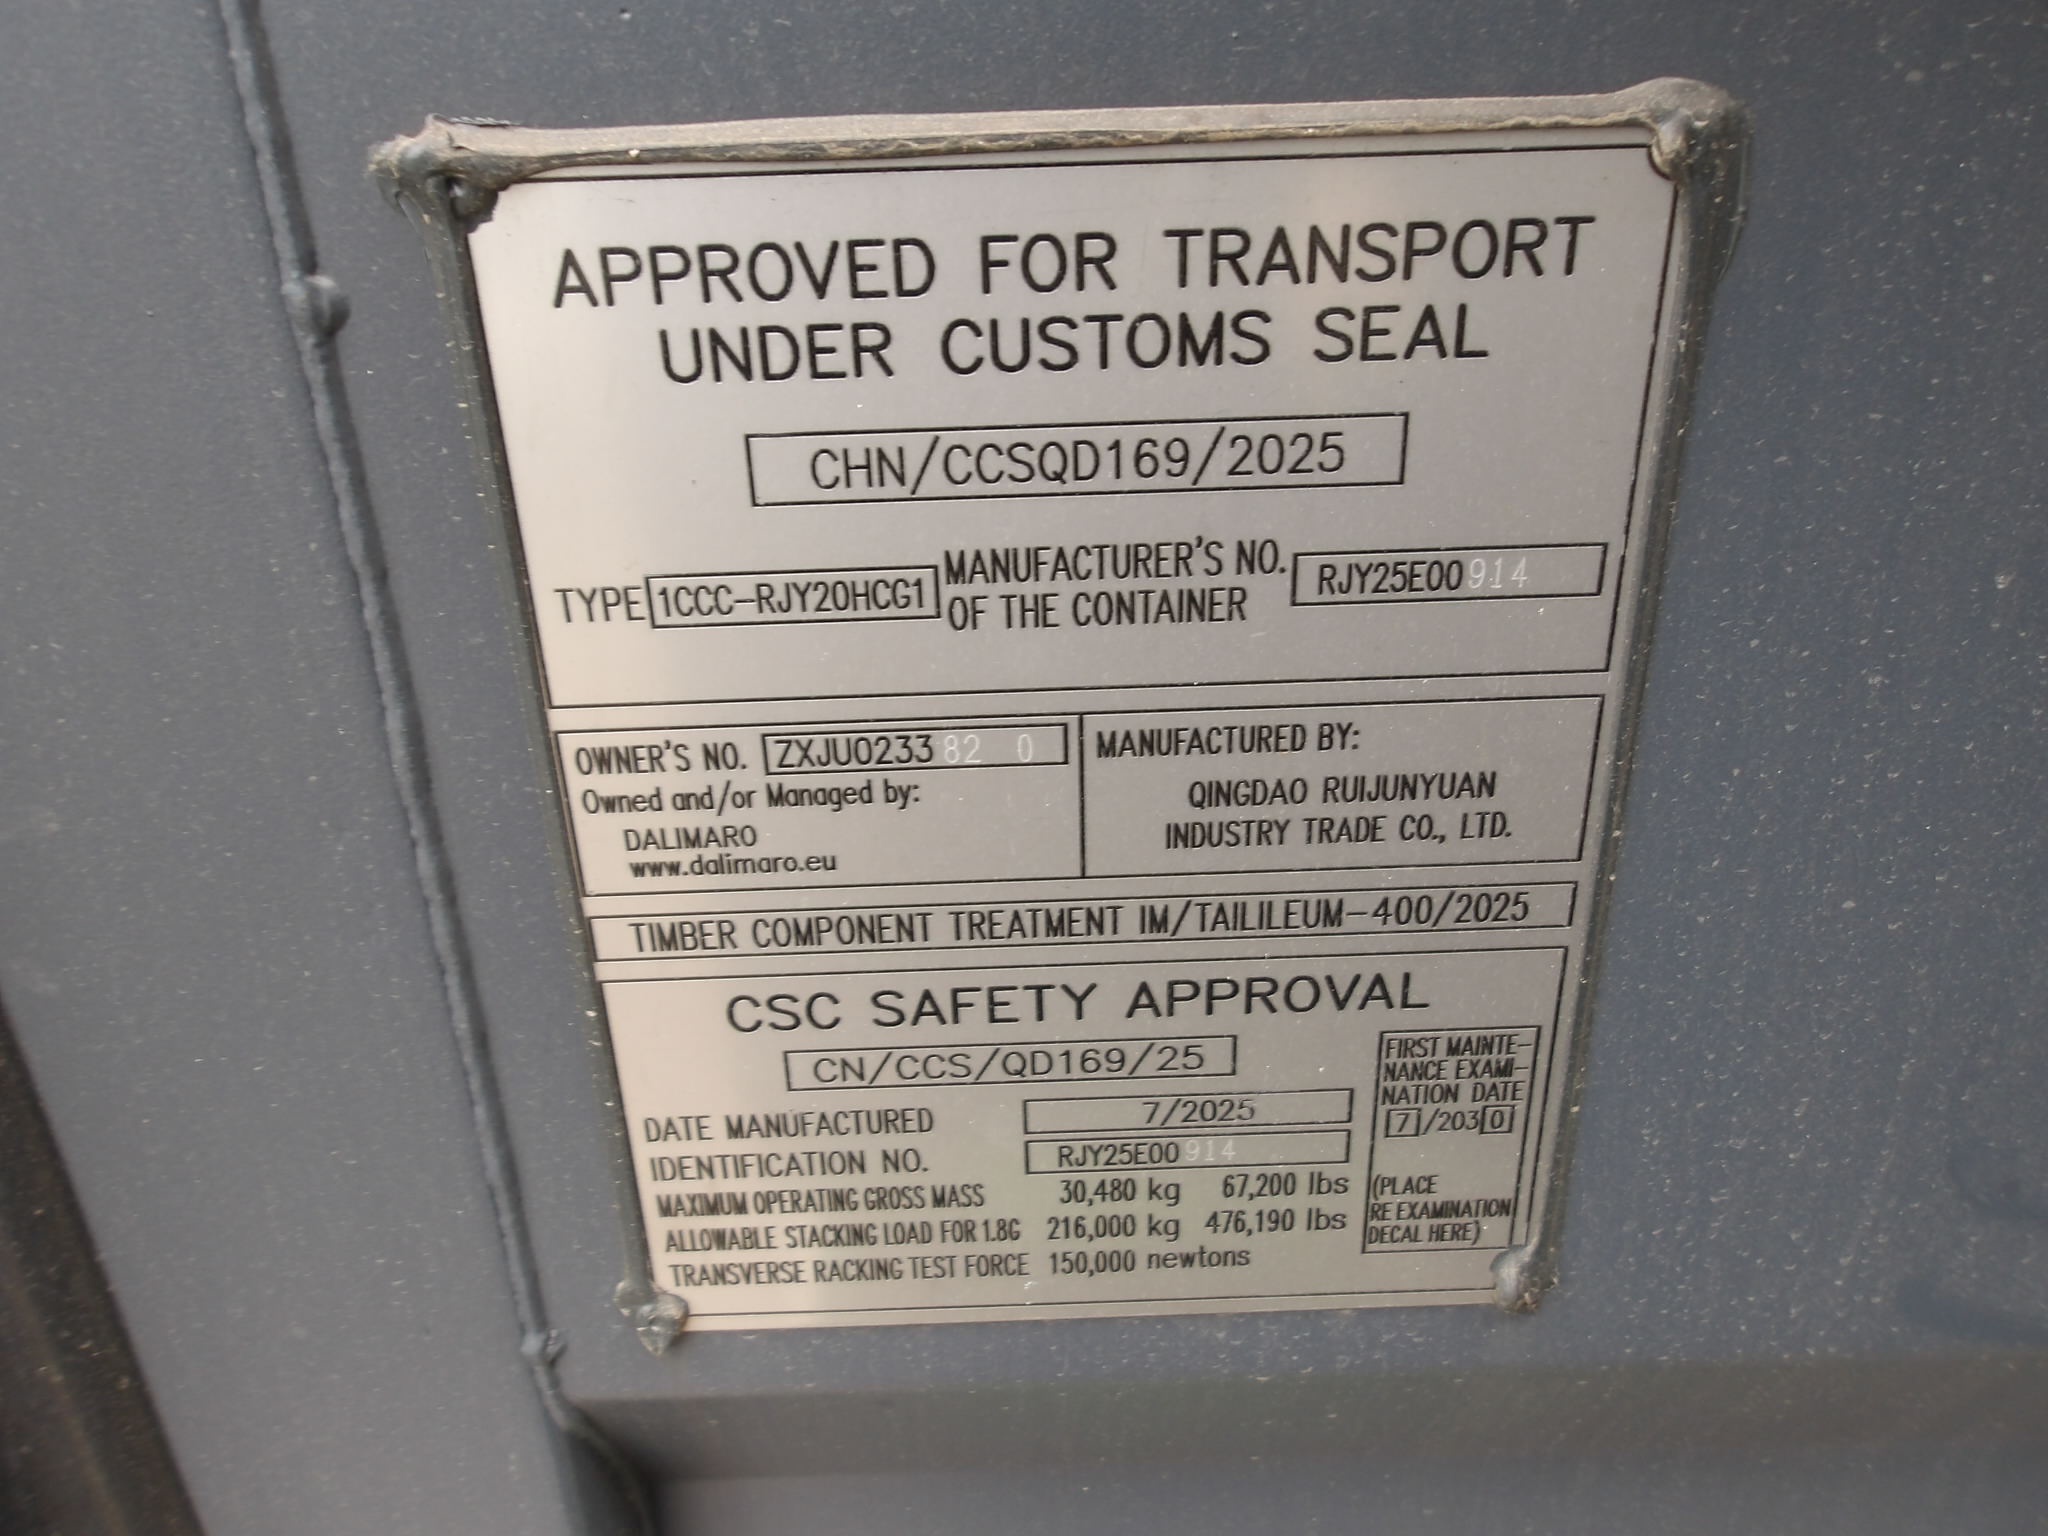 APPROVED FOR TRANSPORT
UNDER CUSTOMS SEAL
CHN/CCSQD169/2025
TYPE 1CCC-RJY20HCG1
MANUFACTURER'S NO.
OF THE CONTAINER
RJY25E00914
OWNER'S NO. ZXJU023382 0
Owned and/or Managed by:
DALIMARO
www.dalimaro.eu
MANUFACTURED BY:
QINGDAO RUIJUNYUAN
INDUSTRY TRADE CO., LTD.
TIMBER COMPONENT TREATMENT IM/TAILILEUM-400/2025
CSC SAFETY APPROVAL
CN/CCS/QD169/25
DATE MANUFACTURED 7/2025
IDENTIFICATION NO. RJY25E00914
MAXIMUM OPERATING GROSS MASS 30,480 kg 67,200 lbs
ALLOWABLE STACKING LOAD FOR 1.8G 216,000 kg 476,190 lbs
TRANSVERSE RACKING TEST FORCE 150,000 newtons
FIRST MAINTE-
NANCE EXAMI-
NATION DATE
7/2030
(PLACE
RE EXAMINATION
DECAL HERE)